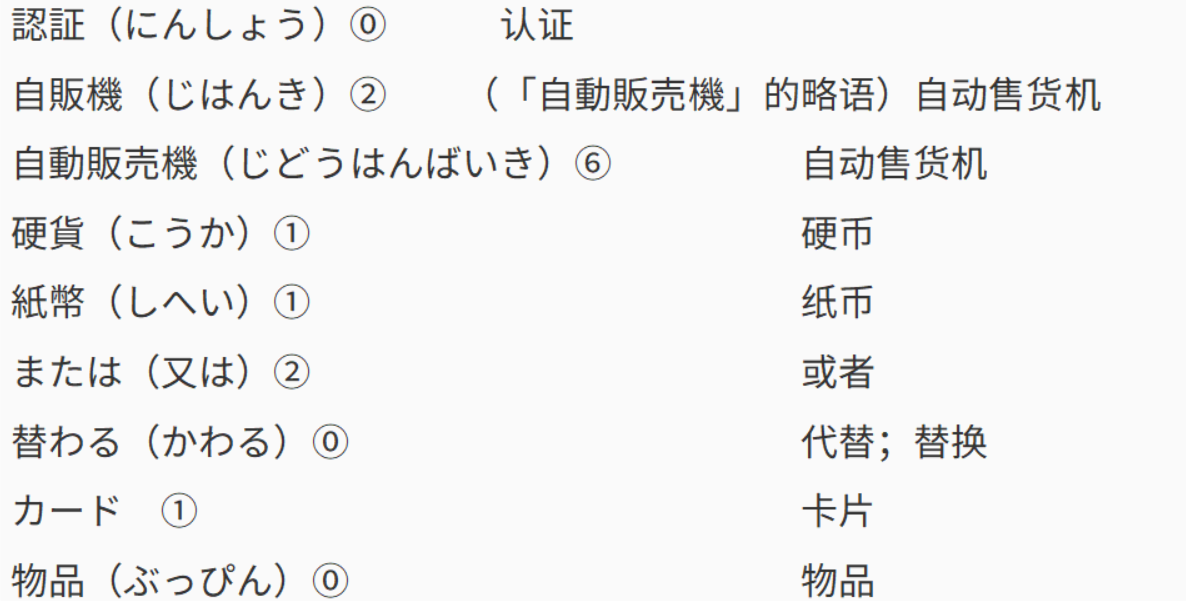 認証（にんしょう）⓪ 认证
自販機（じはんき）② （「自動販売機」的略语）自动售货机
自動販売機（じどうはんばいき）⑥ 自动售货机
硬貨（こうか）① 硬币
紙幣（しへい）① 纸币
または（又は）② 或者
替わる（かわる）⓪ 代替；替换
カード ① 卡片
物品（ぶっぴん）⓪ 物品